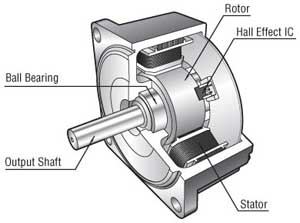 Rotor
Hall Effect IC
Ball Bearing
Output Shaft
Stator